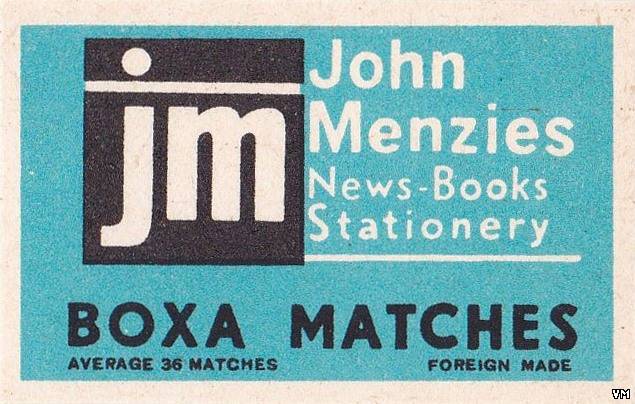 jm
John
Menzies
News-Books
Stationery
BOXA MATCHES
AVERAGE 36 MATCHES
FOREIGN MADE
VM